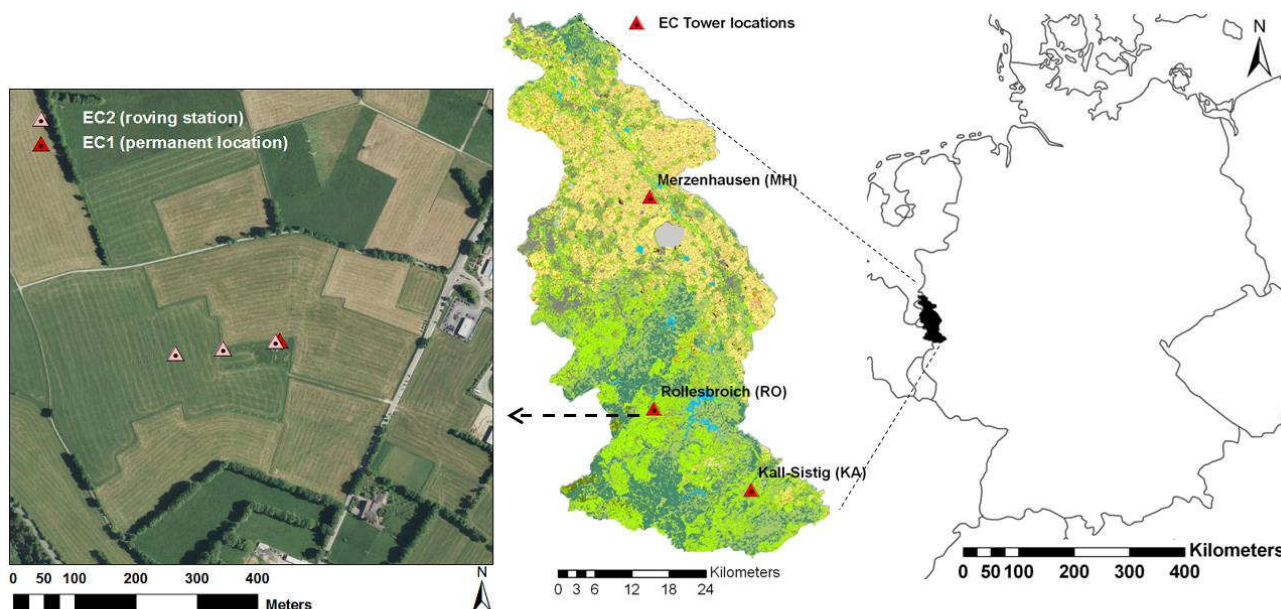 EC2 (roving station)
EC1 (permanent location)
0 50 100 200 300 400
Meters
N
EC Tower locations
Merzenhausen (MH)
Rollesbroich (RO)
Kall-Sistig (KA)
Kilometers
0 3 6 12 18 24
N
Kilometers
0 50 100 200 300 400